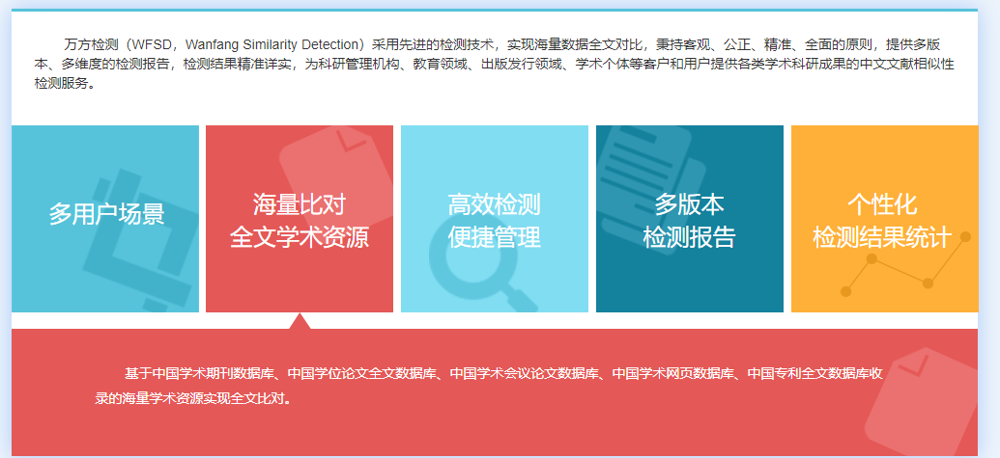 万方检测（WFSD，Wanfang Similarity Detection）采用先进的检测技术，实现海量数据全文对比，秉持客观、公正、精准、全面的原则，提供多版
本、多维度的检测报告，检测结果精准详实，为科研管理机构、教育领域、出版发行领域、学术个体等客户和用户提供各类学术科研成果的中文文献相似性
检测服务。
多用户场景
海量比对
全文学术资源
高效检测
便捷管理
多版本
检测报告
个性化
检测结果统计
基于中国学术期刊数据库、中国学位论文全文数据库、中国学术会议论文数据库、中国学术网页数据库、中国专利全文数据库收
录的海量学术资源实现全文比对。